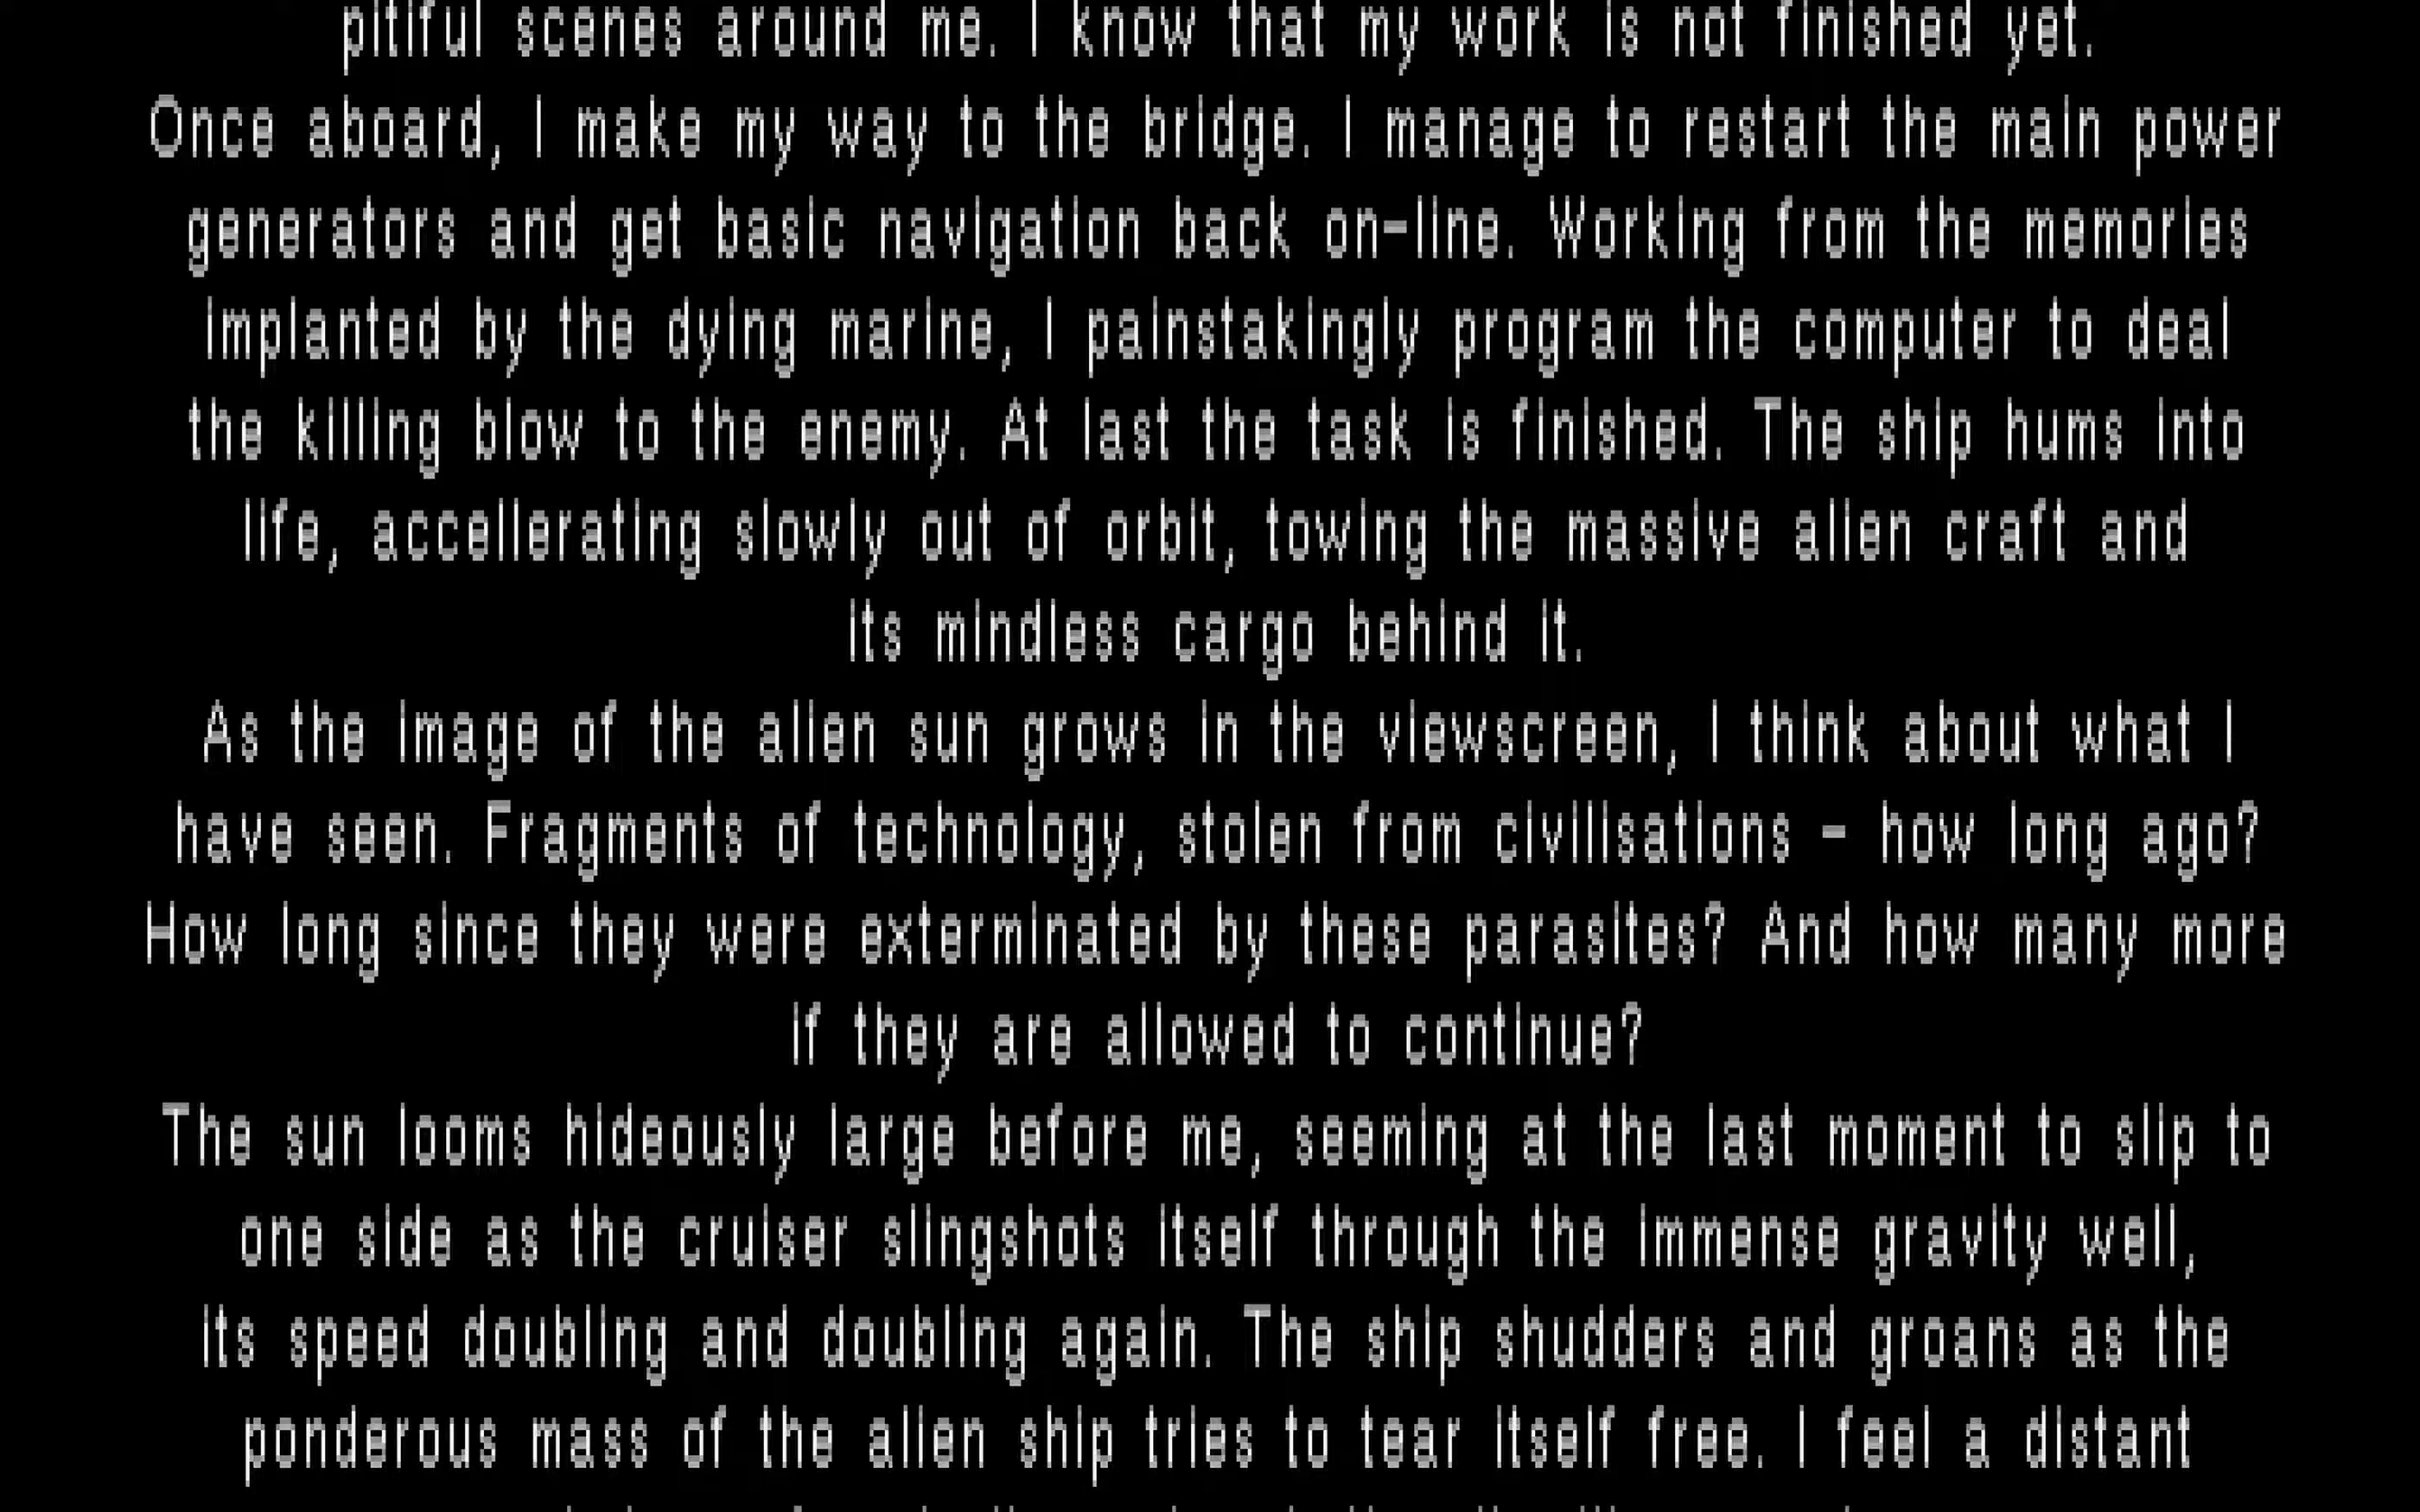 pitiful scenes around me. I know that my work is not finished yet.
Once aboard, I make my way to the bridge. I manage to restart the main power
generators and get basic navigation back on-line. Working from the memories
implanted by the dying marine, I painstakingly program the computer to deal
the killing blow to the enemy. At last the task is finished. The ship hums into
life, accellerating slowly out of orbit, towing the massive alien craft and
its mindless cargo behind it.
As the image of the alien sun grows in the viewscreen, I think about what I
have seen. Fragments of technology, stolen from civilisations - how long ago?
How long since they were exterminated by these parasites? And how many more
if they are allowed to continue?
The sun looms hideously large before me, seeming at the last moment to slip to
one side as the cruiser slingshots itself through the immense gravity well,
its speed doubling and doubling again. The ship shudders and groans as the
ponderous mass of the alien ship tries to tear itself free. I feel a distant